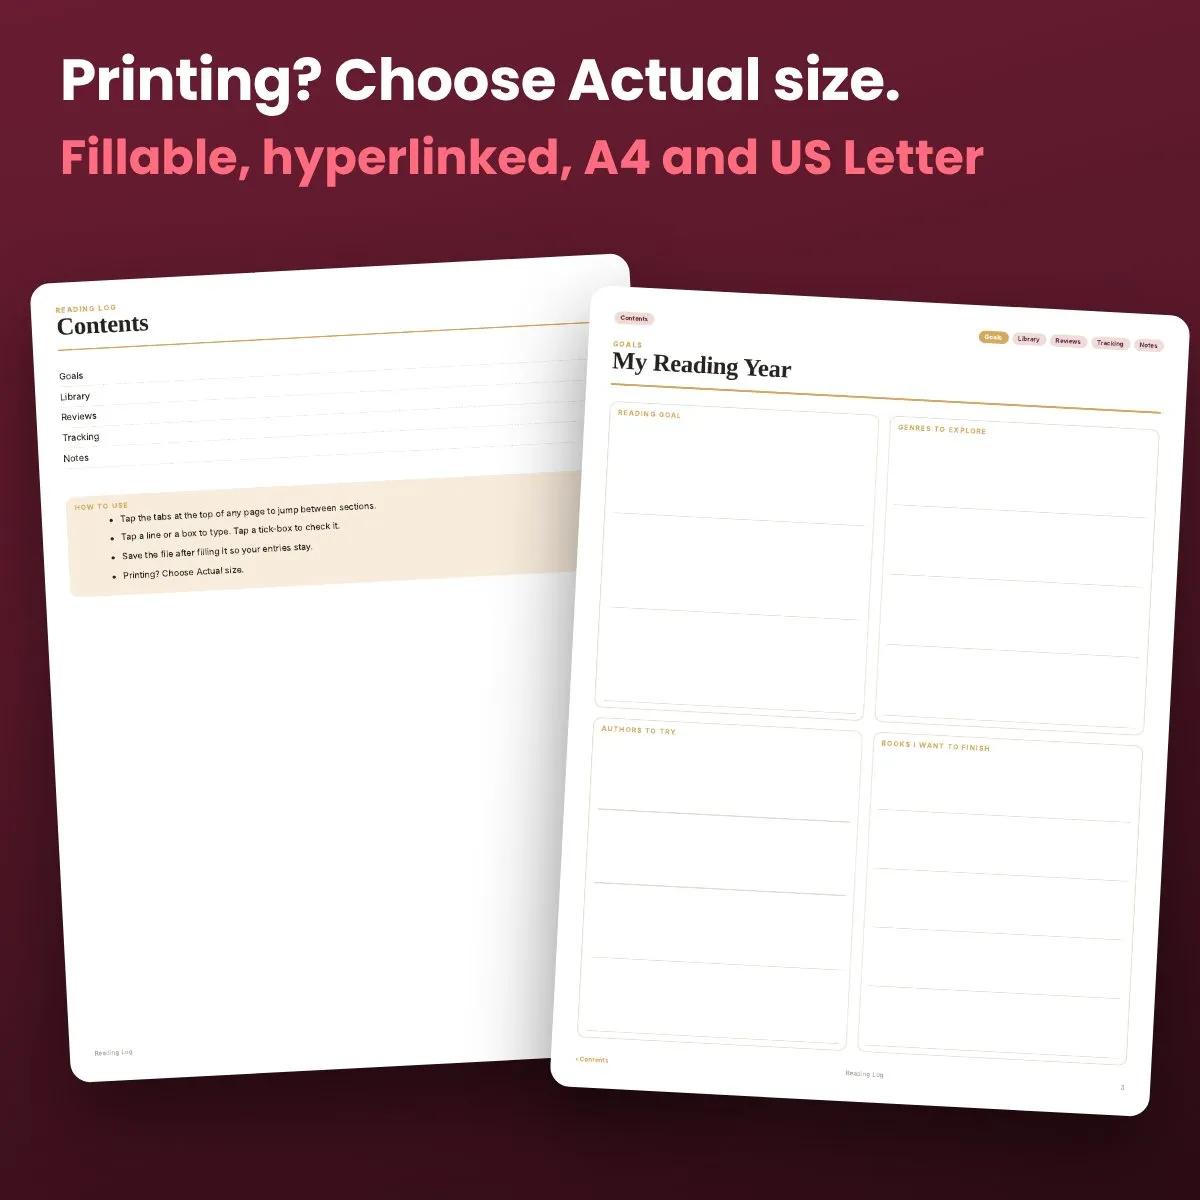 Printing? Choose Actual size.
Fillable, hyperlinked, A4 and US Letter
READING LOG
Contents
Goals
Library
Reviews
Tracking
Notes
HOW TO USE
• Tap the tabs at the top of any page to jump between sections.
• Tap a line or a box to type. Tap a tick-box to check it.
• Save the file after filling it so your entries stay.
• Printing? Choose Actual size.
Reading Log
Contents
Goals Library Reviews Tracking Notes
GOALS
My Reading Year
READING GOAL
GENRES TO EXPLORE
AUTHORS TO TRY
BOOKS I WANT TO FINISH
‹ Contents
Reading Log
3